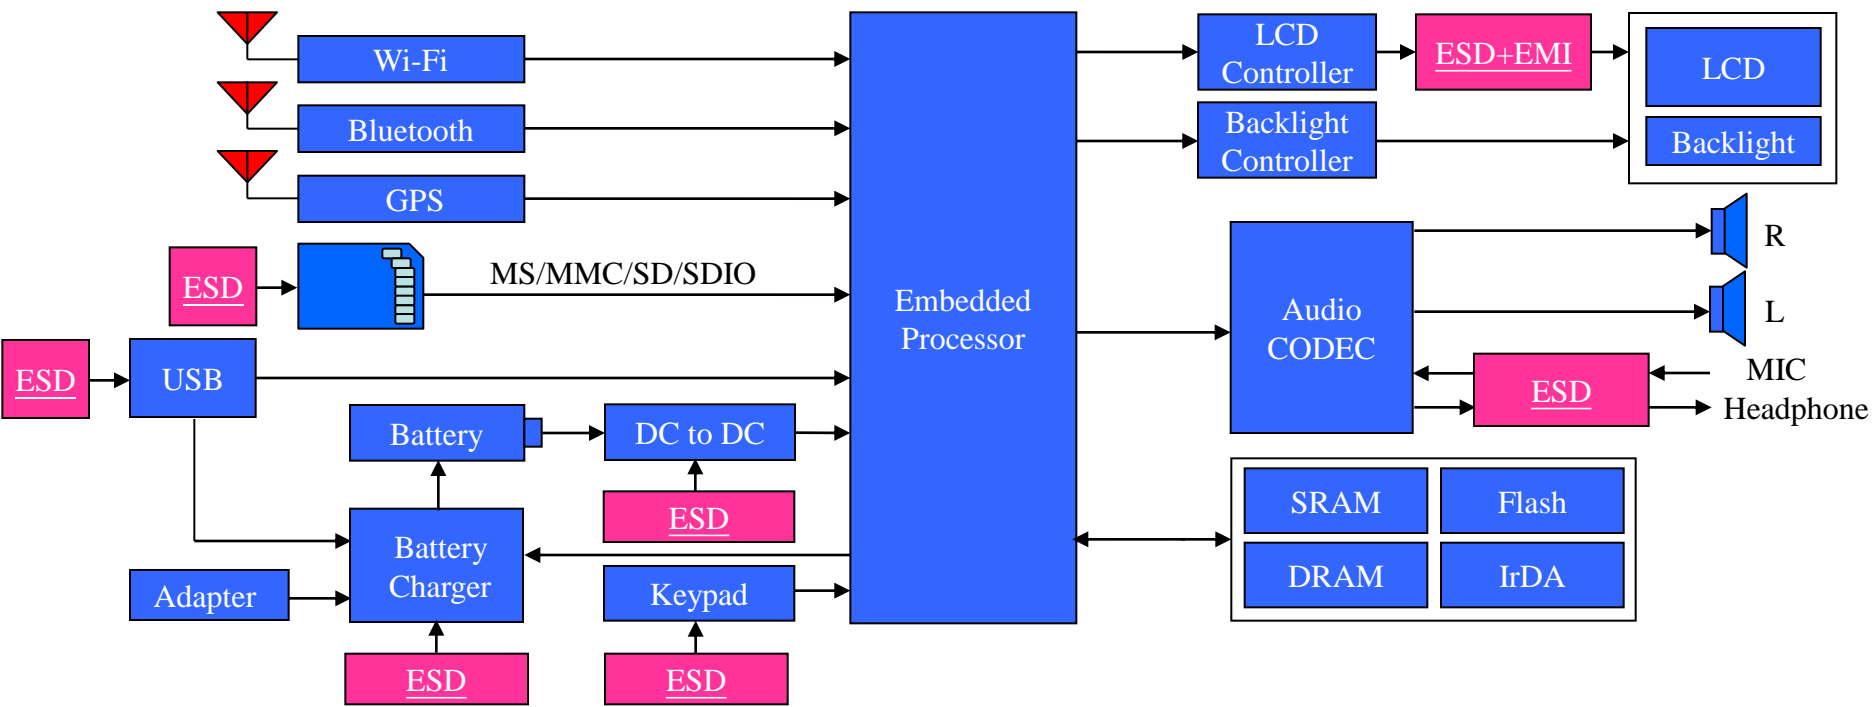 Wi-Fi
Bluetooth
GPS
ESD
MS/MMC/SD/SDIO
ESD
USB
Battery
DC to DC
ESD
Battery
Charger
Adapter
Keypad
ESD
ESD
Embedded
Processor
LCD
Controller
ESD+EMI
LCD
Backlight
Controller
Backlight
Audio
CODEC
R
L
ESD
MIC
Headphone
SRAM
Flash
DRAM
IrDA